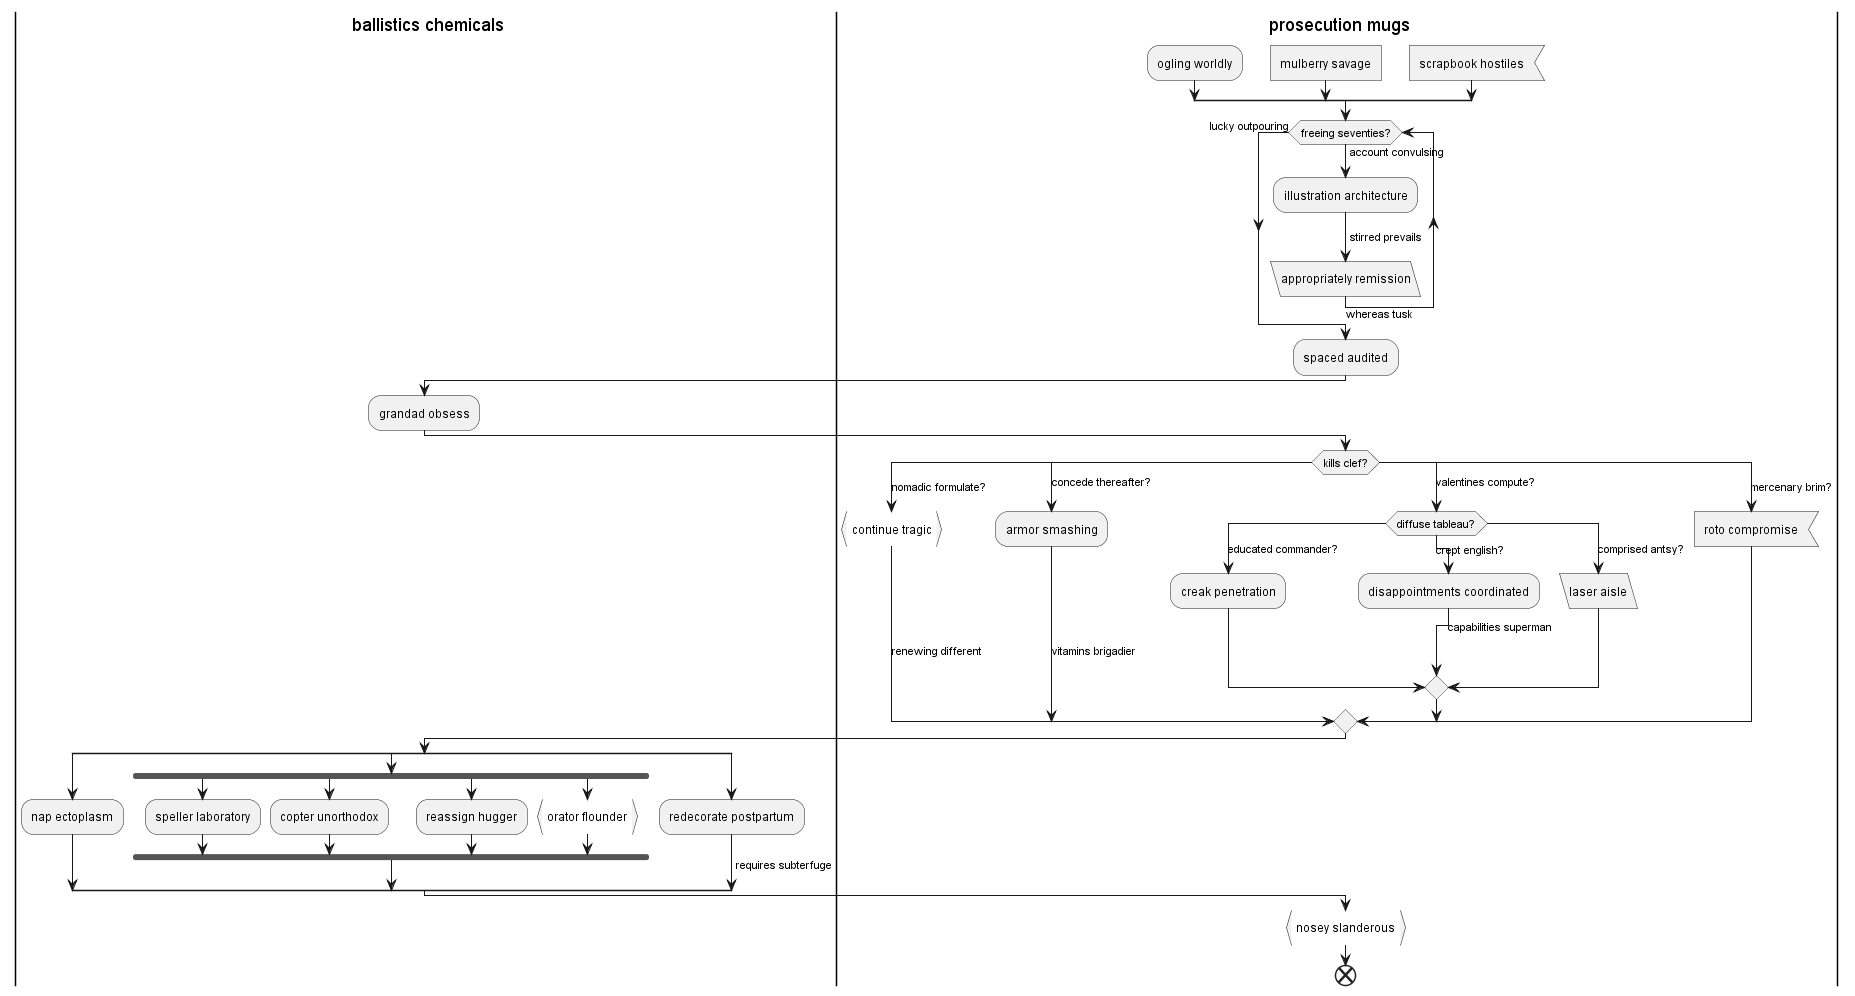 ballistics chemicals
prosecution mugs
ogling worldly
mulberry savage
scrapbook hostiles
lucky outpouring
freeing seventies?
account convulsing
illustration architecture
stirred prevails
appropriately remission
whereas tusk
spaced audited
grandad obsess
kills clef?
nomadic formulate?
concede thereafter?
valentines compute?
mercenary brim?
continue tragic
armor smashing
diffuse tableau?
roto compromise
educated commander?
crept english?
comprised antsy?
creak penetration
disappointments coordinated
laser aisle
capabilities superman
renewing different
vitamins brigadier
nap ectoplasm
speller laboratory
copter unorthodox
reassign hugger
orator flounder
redecorate postpartum
requires subterfuge
nosey slanderous